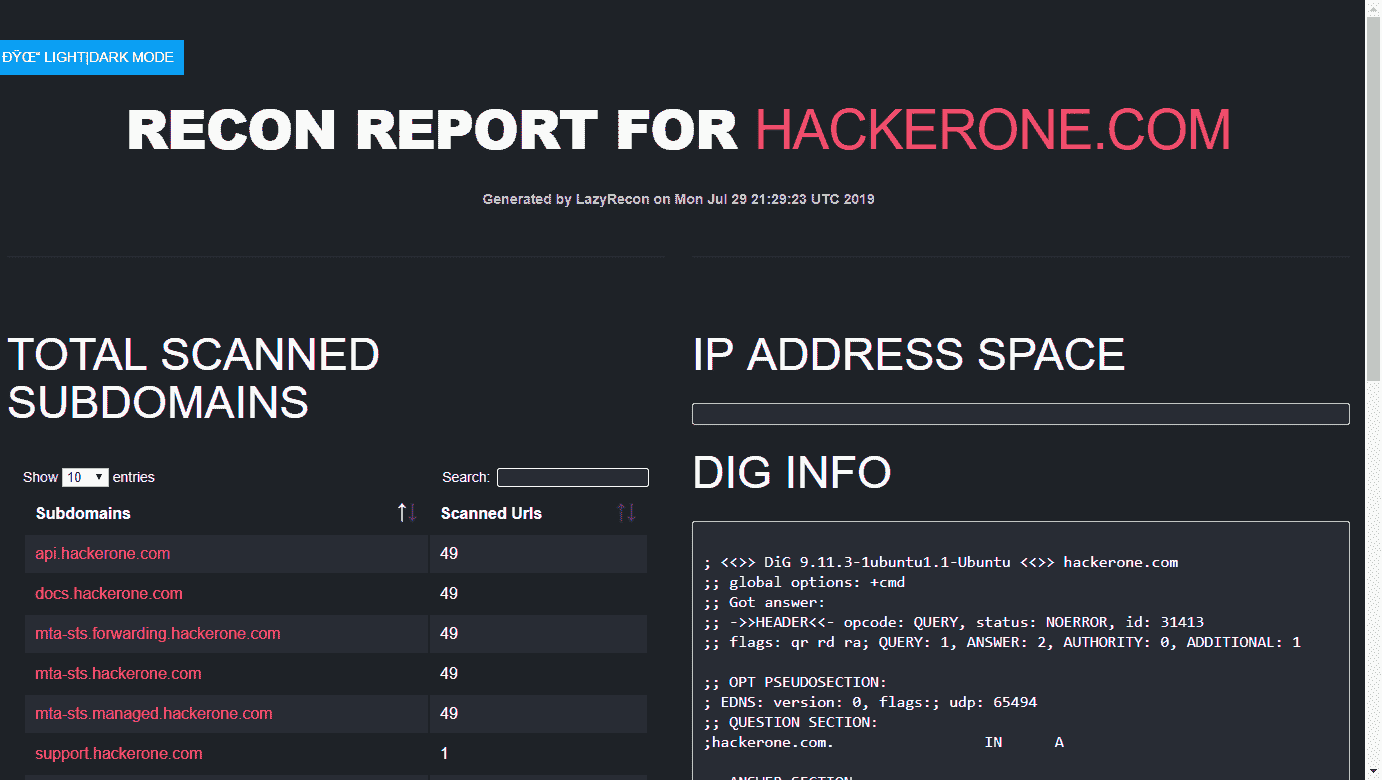 ÐŸŒ“ LIGHT|DARK MODE
RECON REPORT FOR HACKERONE.COM
Generated by LazyRecon on Mon Jul 29 21:29:23 UTC 2019
TOTAL SCANNED
SUBDOMAINS
Show 10 entries
Search:
Subdomains Scanned Urls
api.hackerone.com 49
docs.hackerone.com 49
mta-sts.forwarding.hackerone.com 49
mta-sts.hackerone.com 49
mta-sts.managed.hackerone.com 49
support.hackerone.com 1
IP ADDRESS SPACE
DIG INFO
; <<>> DiG 9.11.3-1ubuntu1.1-Ubuntu <<>> hackerone.com
;; global options: +cmd
;; Got answer:
;; ->>HEADER<<- opcode: QUERY, status: NOERROR, id: 31413
;; flags: qr rd ra; QUERY: 1, ANSWER: 2, AUTHORITY: 0, ADDITIONAL: 1
;; OPT PSEUDOSECTION:
; EDNS: version: 0, flags:; udp: 65494
;; QUESTION SECTION:
;hackerone.com. IN A
;; ANSWER SECTION